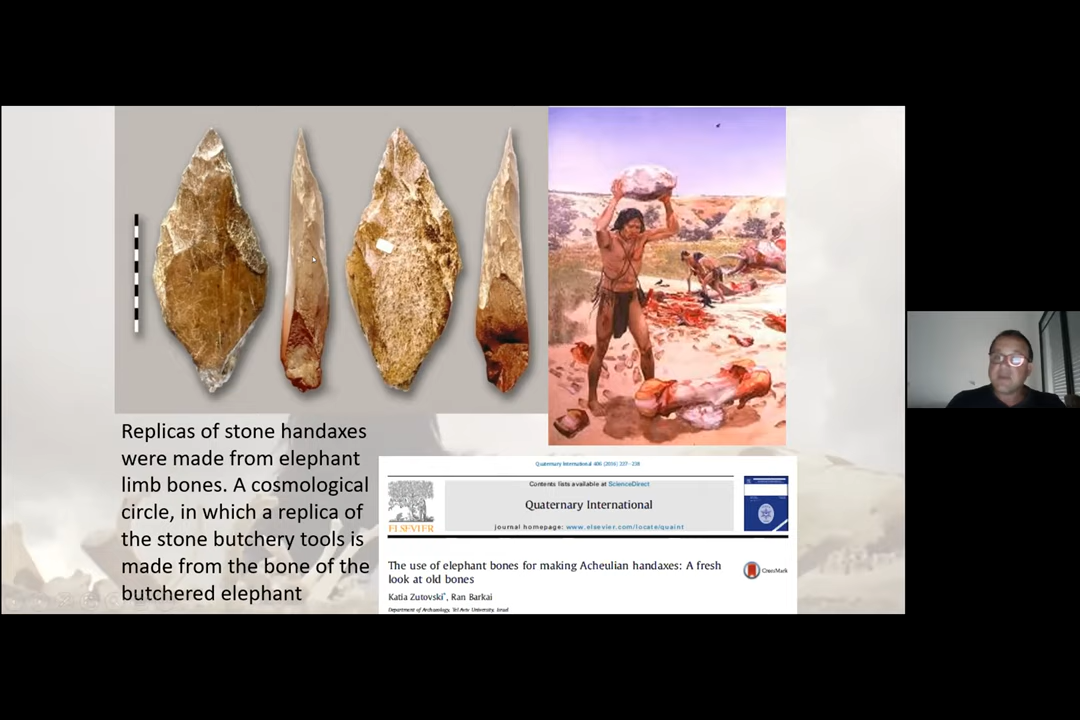 Replicas of stone handaxes
were made from elephant
limb bones. A cosmological
circle, in which a replica of
the stone butchery tools is
made from the bone of the
butchered elephant
Quaternary International 406 (2016) 227-238
Contents lists available at ScienceDirect
Quaternary International
journal homepage: www.elsevier.com/locate/quaint
ELSEVIER
The use of elephant bones for making Acheulian handaxes: A fresh
look at old bones
CrossMark
Katia Zutovski*, Ran Barkai
Department of Archaeology, Tel Aviv University, Israel